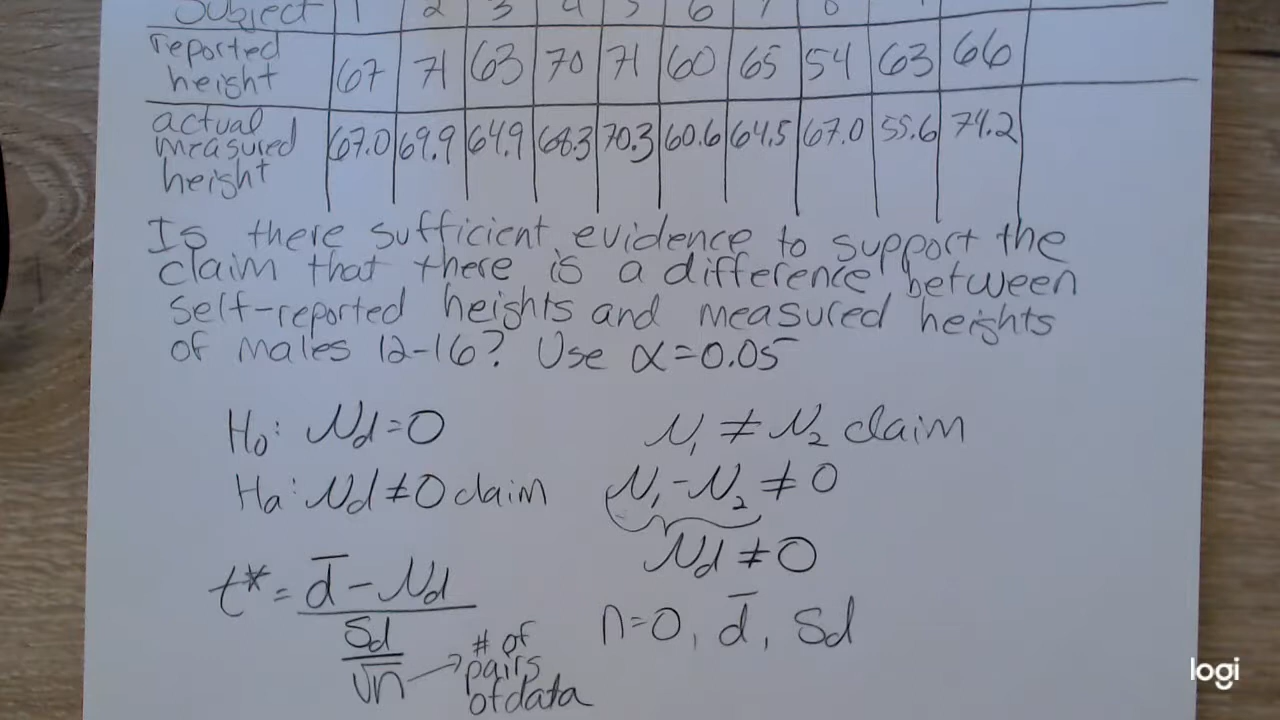 Subject 1 2 3 4 5 6 7 8
reported height 67 71 63 70 71 60 65 54 63 66
actual measured height 67.0 69.9 64.9 68.3 70.3 60.6 64.5 67.0 55.6 74.2
Is there sufficient evidence to support the
claim that there is a difference between
self-reported heights and measured heights
of males 12-16? Use α=0.05
H₀: μd=0
μ₁ ≠ μ₂ claim
Ha: μd≠0 claim
μ₁-μ₂ ≠ 0
μd ≠ 0
t* = (d̄ - μd) / (Sd/√n)
n=0, d̄, Sd
# of
pairs
of data
logi